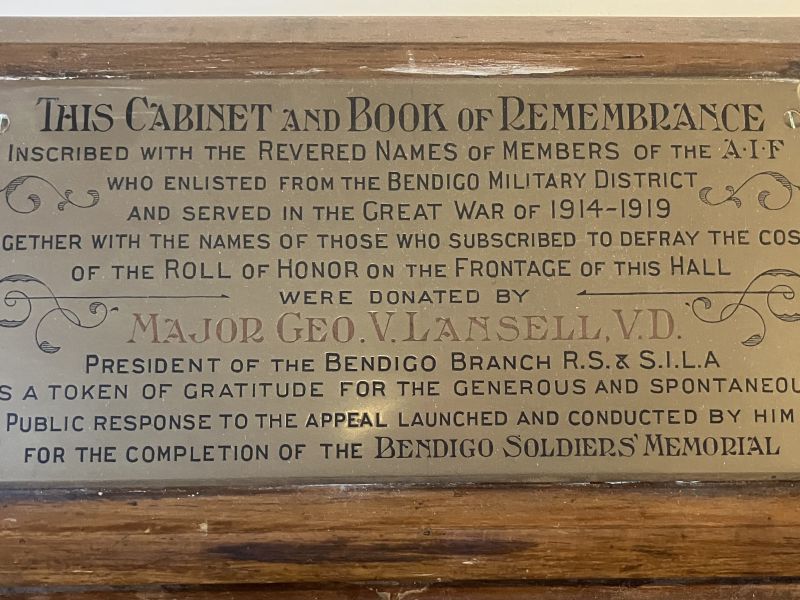 THIS CABINET AND BOOK OF REMEMBRANCE
INSCRIBED WITH THE REVERED NAMES OF MEMBERS OF THE A·I·F
WHO ENLISTED FROM THE BENDIGO MILITARY DISTRICT
AND SERVED IN THE GREAT WAR OF 1914-1919
GETHER WITH THE NAMES OF THOSE WHO SUBSCRIBED TO DEFRAY THE COS
OF THE ROLL OF HONOR ON THE FRONTAGE OF THIS HALL
WERE DONATED BY
MAJOR GEO. V. LANSELL, V.D.
PRESIDENT OF THE BENDIGO BRANCH R.S. & S.I.L.A
S A TOKEN OF GRATITUDE FOR THE GENEROUS AND SPONTANEOU
PUBLIC RESPONSE TO THE APPEAL LAUNCHED AND CONDUCTED BY HIM
FOR THE COMPLETION OF THE BENDIGO SOLDIERS' MEMORIAL